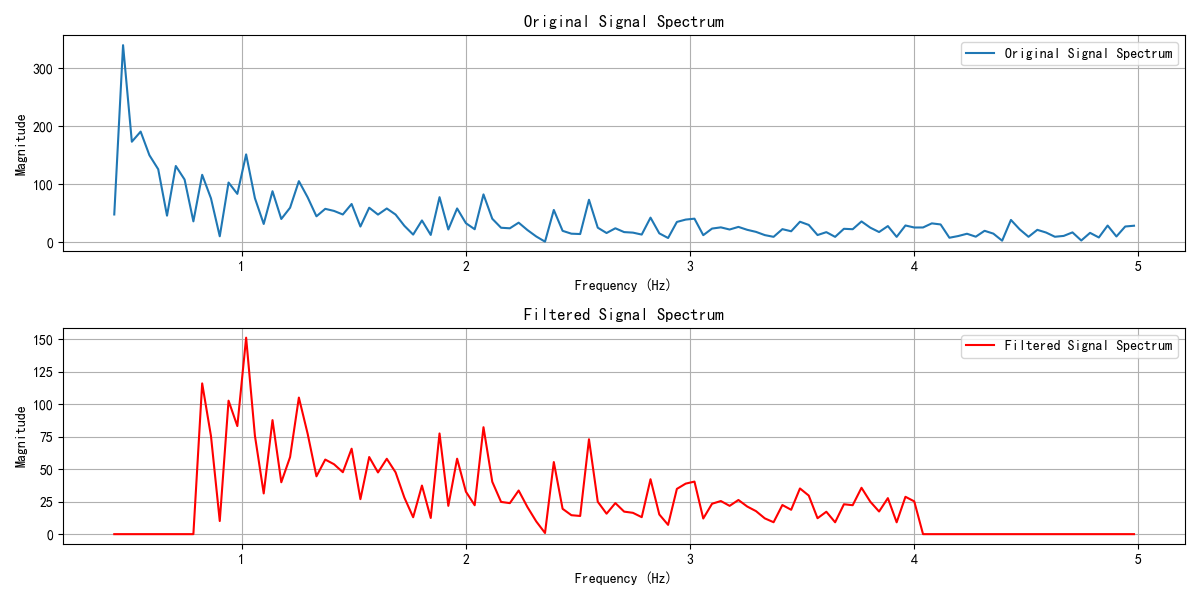 Original Signal Spectrum
Original Signal Spectrum
300
200
100
0
Magnitude
1 2 3 4 5
Frequency (Hz)
Filtered Signal Spectrum
Filtered Signal Spectrum
150
125
100
75
50
25
0
Magnitude
1 2 3 4 5
Frequency (Hz)